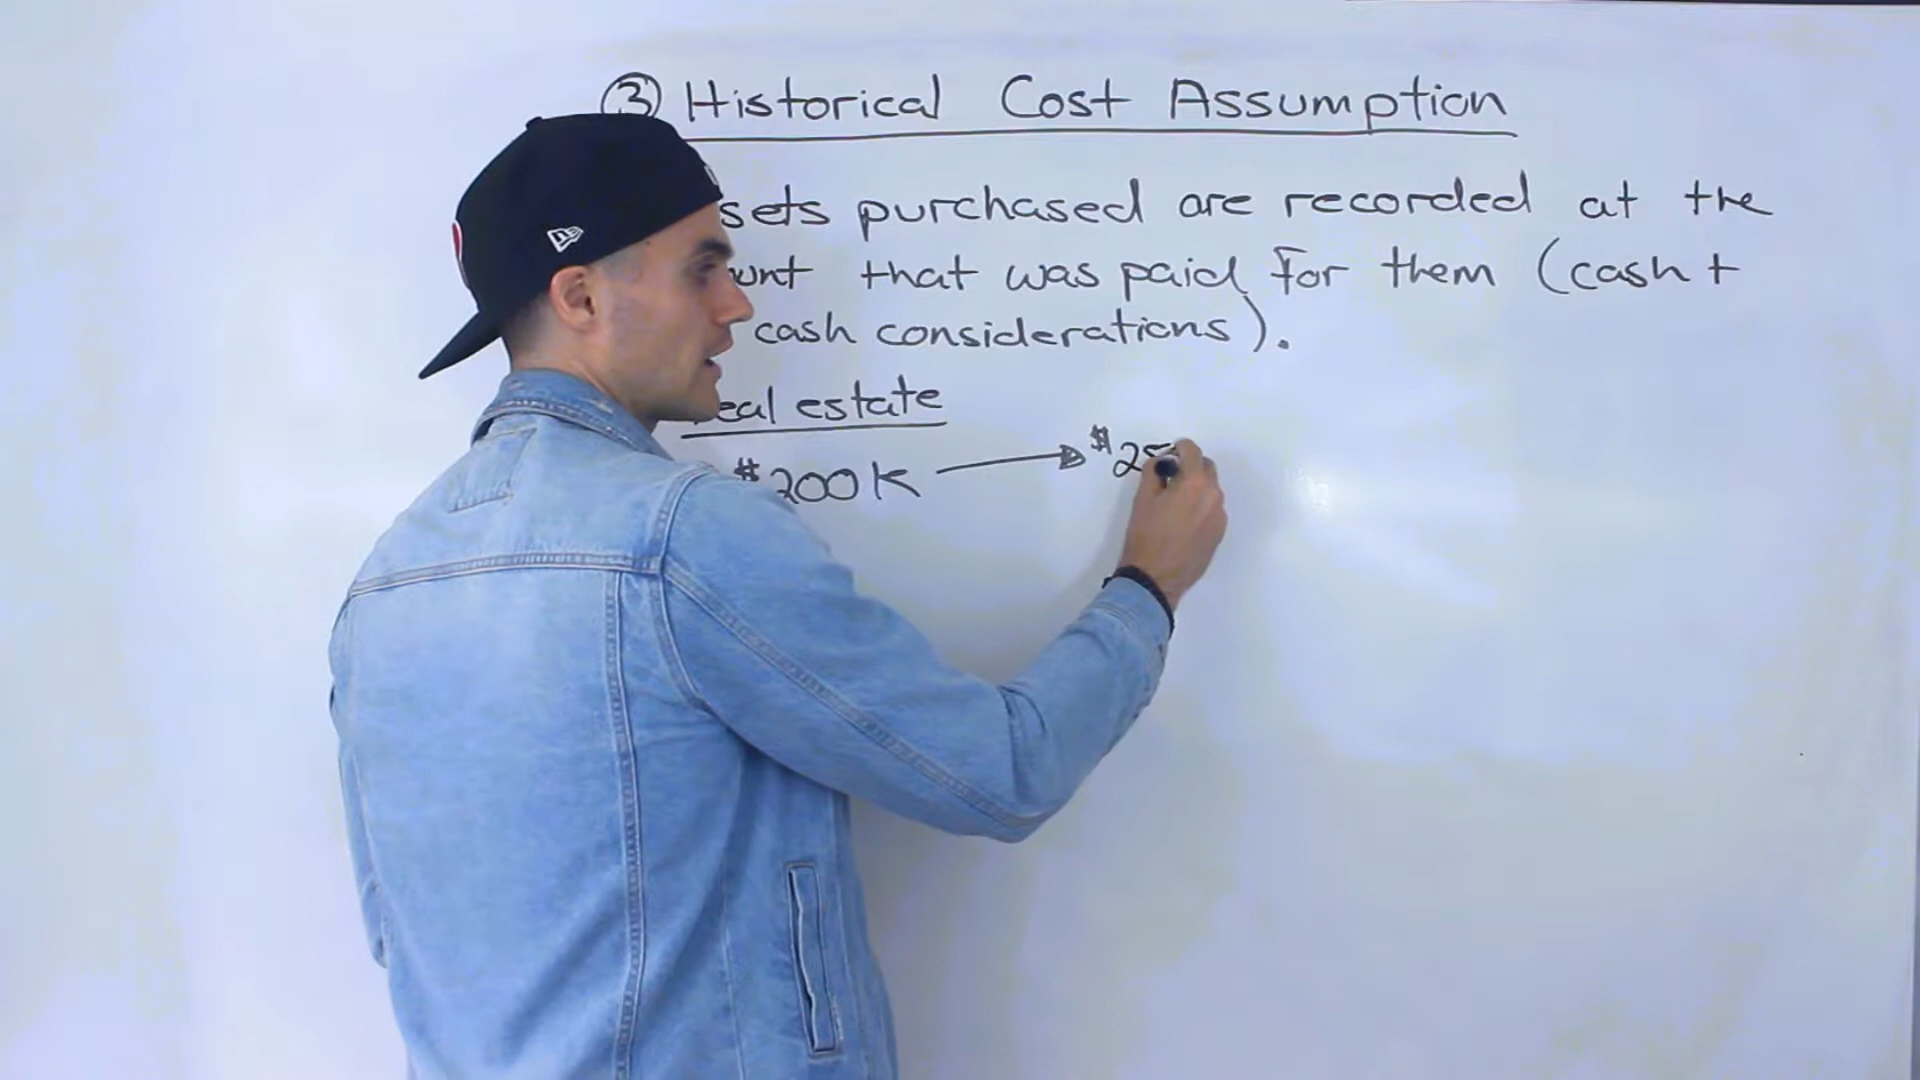 ③ Historical Cost Assumption
sets purchased are recorded at the
unt that was paid for them (cash +
cash considerations).
eal estate
$200K → $25